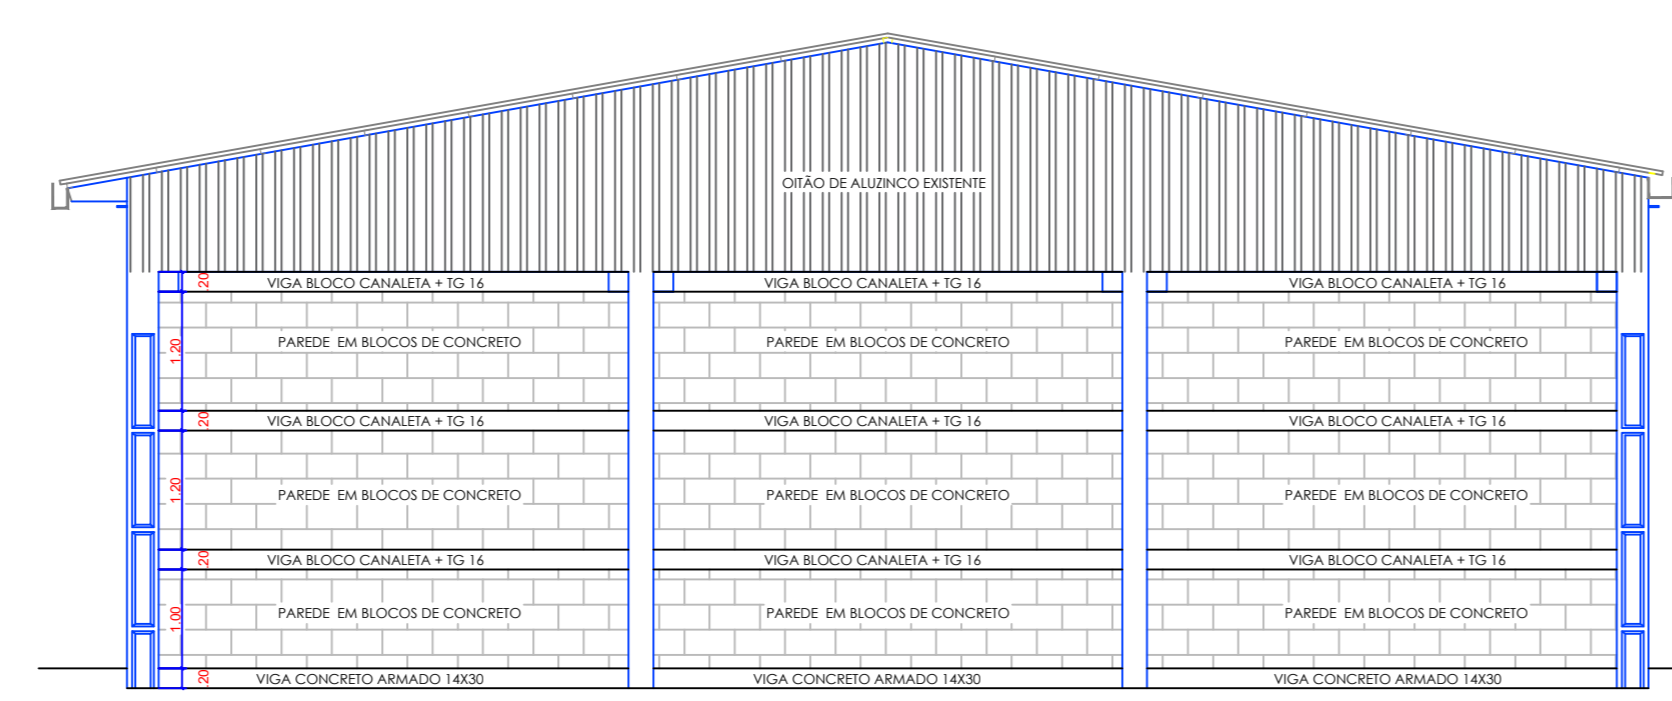 OITÃO DE ALUZINCO EXISTENTE
.20 VIGA BLOCO CANALETA + TG 16 VIGA BLOCO CANALETA + TG 16 VIGA BLOCO CANALETA + TG 16
1.20 PAREDE EM BLOCOS DE CONCRETO PAREDE EM BLOCOS DE CONCRETO PAREDE EM BLOCOS DE CONCRETO
.20 VIGA BLOCO CANALETA + TG 16 VIGA BLOCO CANALETA + TG 16 VIGA BLOCO CANALETA + TG 16
1.20 PAREDE EM BLOCOS DE CONCRETO PAREDE EM BLOCOS DE CONCRETO PAREDE EM BLOCOS DE CONCRETO
.20 VIGA BLOCO CANALETA + TG 16 VIGA BLOCO CANALETA + TG 16 VIGA BLOCO CANALETA + TG 16
1.00 PAREDE EM BLOCOS DE CONCRETO PAREDE EM BLOCOS DE CONCRETO PAREDE EM BLOCOS DE CONCRETO
.20 VIGA CONCRETO ARMADO 14X30 VIGA CONCRETO ARMADO 14X30 VIGA CONCRETO ARMADO 14X30